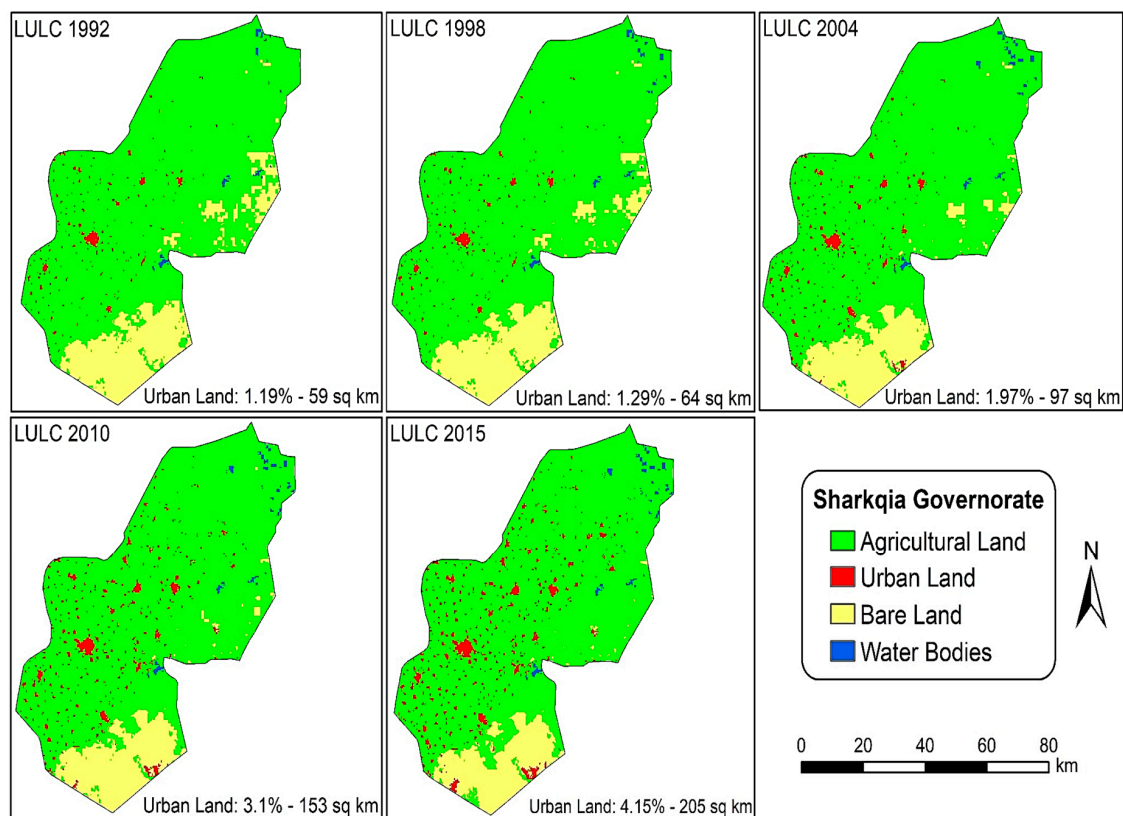 LULC 1992
Urban Land: 1.19% - 59 sq km
LULC 1998
Urban Land: 1.29% - 64 sq km
LULC 2004
Urban Land: 1.97% - 97 sq km
LULC 2010
Urban Land: 3.1% - 153 sq km
LULC 2015
Urban Land: 4.15% - 205 sq km
Sharkqia Governorate
Agricultural Land
Urban Land
Bare Land
Water Bodies
N
0 20 40 60 80
km